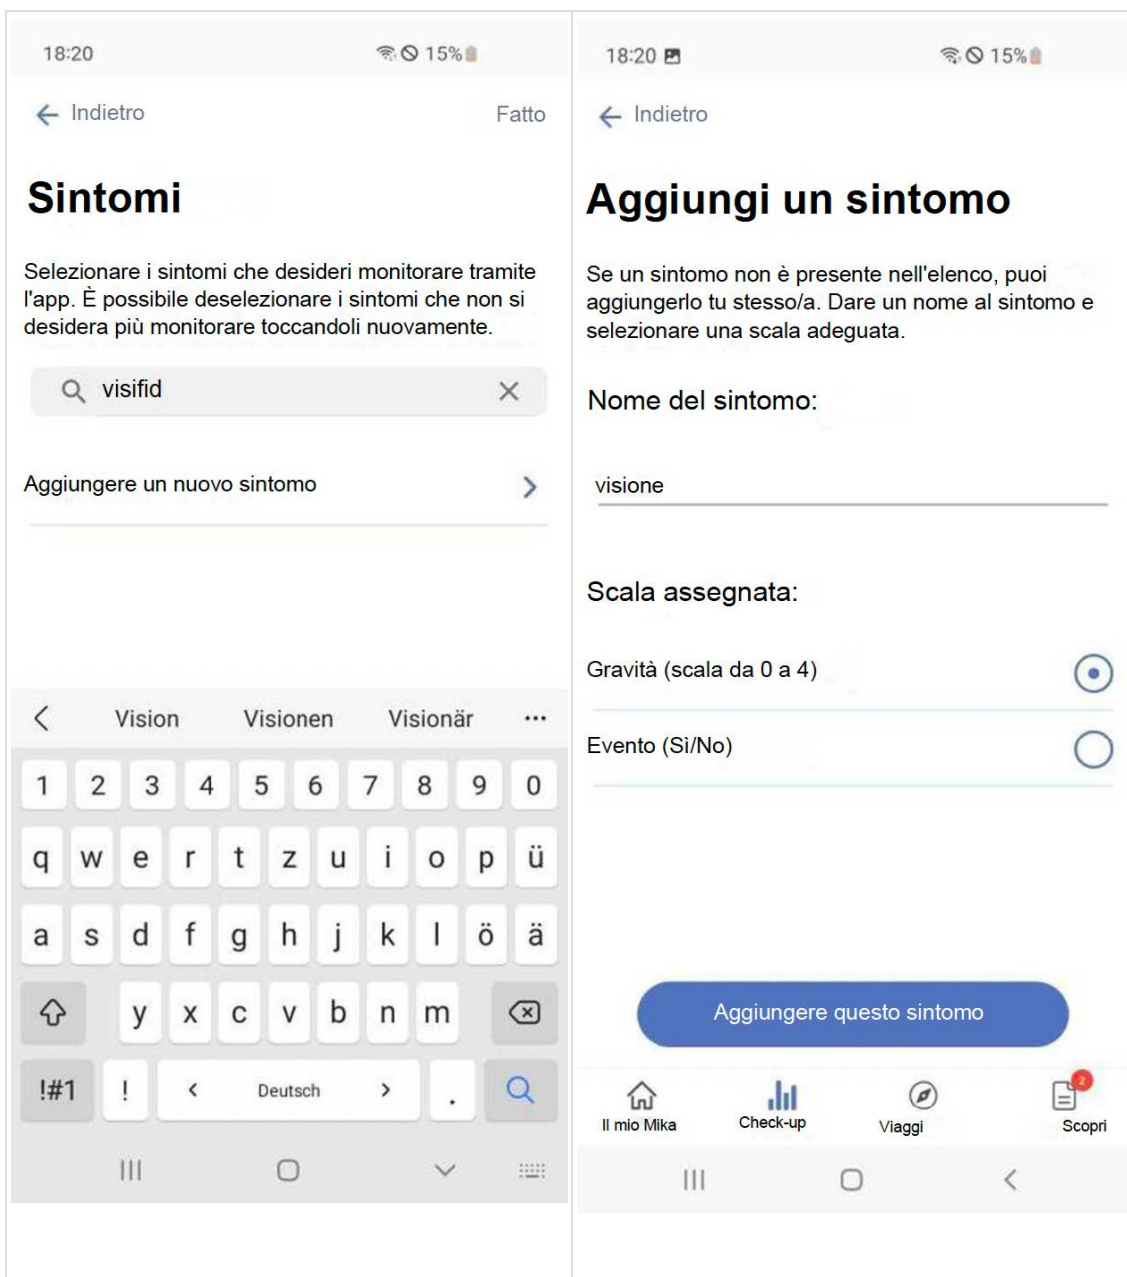 18:20
15%
Indietro
Fatto
Sintomi
Selezionare i sintomi che desideri monitorare tramite
l'app. È possibile deselezionare i sintomi che non si
desidera più monitorare toccandoli nuovamente.
visifid
Aggiungere un nuovo sintomo
Vision Visionen Visionär ...
1 2 3 4 5 6 7 8 9 0
q w e r t z u i o p ü
a s d f g h j k l ö ä
y x c v b n m
!#1 ! < Deutsch > .
18:20
15%
Indietro
Aggiungi un sintomo
Se un sintomo non è presente nell'elenco, puoi
aggiungerlo tu stesso/a. Dare un nome al sintomo e
selezionare una scala adeguata.
Nome del sintomo:
visione
Scala assegnata:
Gravità (scala da 0 a 4)
Evento (Sì/No)
Aggiungere questo sintomo
2
Il mio Mika Check-up Viaggi Scopri